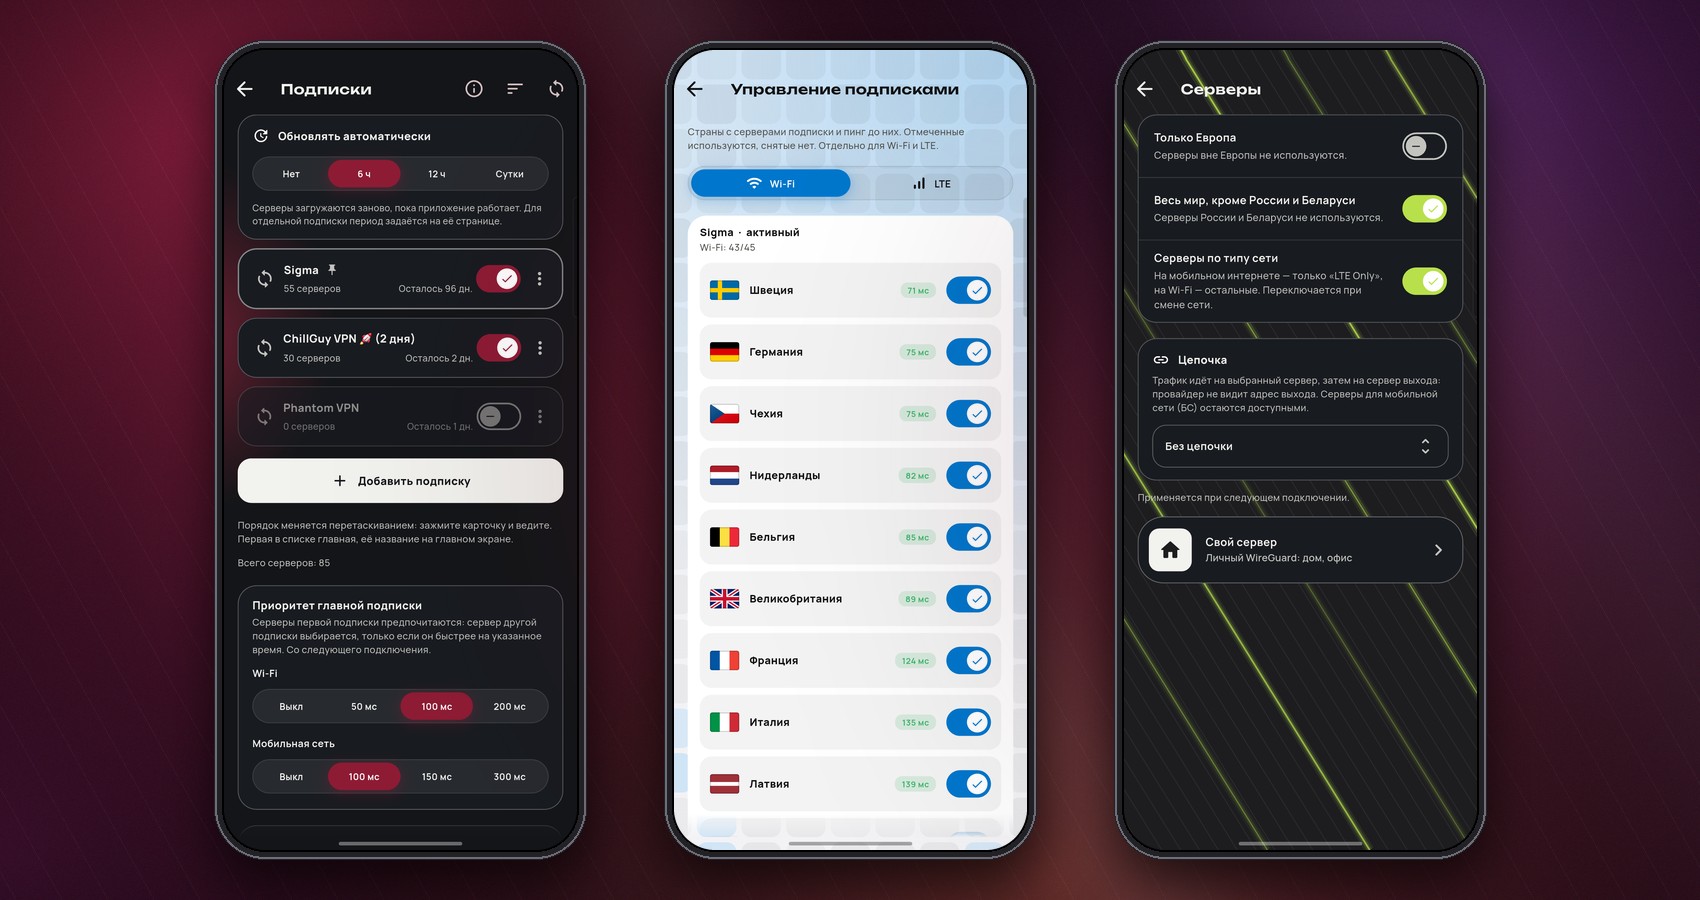 Подписки
Обновлять автоматически
Нет 6 ч 12 ч Сутки
Серверы загружаются заново, пока приложение работает. Для
отдельной подписки период задаётся на её странице.
Sigma
55 серверов Осталось 96 дн.
ChillGuy VPN 🚀 (2 дня)
30 серверов Осталось 2 дн.
Phantom VPN
0 серверов Осталось 1 дн.
+ Добавить подписку
Порядок меняется перетаскиванием: зажмите карточку и ведите.
Первая в списке главная, её название на главном экране.
Всего серверов: 85
Приоритет главной подписки
Серверы первой подписки предпочитаются: сервер другой
подписки выбирается, только если он быстрее на указанное
время. Со следующего подключения.
Wi-Fi
Выкл 50 мс 100 мс 200 мс
Мобильная сеть
Выкл 100 мс 150 мс 300 мс
Управление подписками
Страны с серверами подписки и пинг до них. Отмеченные
используются, снятые нет. Отдельно для Wi-Fi и LTE.
Wi-Fi LTE
Sigma · активный
Wi-Fi: 43/45
Швеция 71 мс
Германия 75 мс
Чехия 75 мс
Нидерланды 82 мс
Бельгия 85 мс
Великобритания 89 мс
Франция 124 мс
Италия 135 мс
Латвия 139 мс
Серверы
Только Европа
Серверы вне Европы не используются.
Весь мир, кроме России и Беларуси
Серверы России и Беларуси не используются.
Серверы по типу сети
На мобильном интернете — только «LTE Only»,
на Wi-Fi — остальные. Переключается при
смене сети.
Цепочка
Трафик идёт на выбранный сервер, затем на сервер выхода:
провайдер не видит адрес выхода. Серверы для мобильной
сети (БС) остаются доступными.
Без цепочки
Применяется при следующем подключении.
Свой сервер
Личный WireGuard: дом, офис